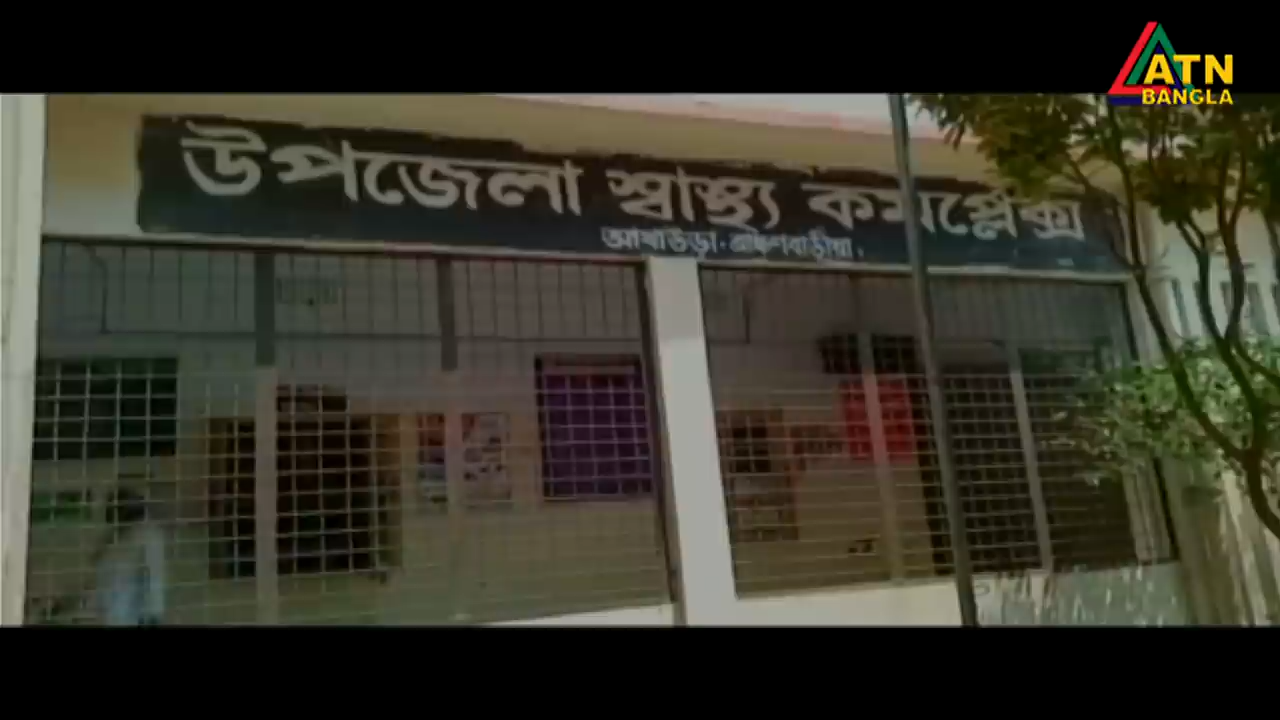 ATN
BANGLA
উপজেলা স্বাস্থ্য কমপ্লেক্স
আখাউড়া-ব্রাহ্মণবাড়ীয়া।